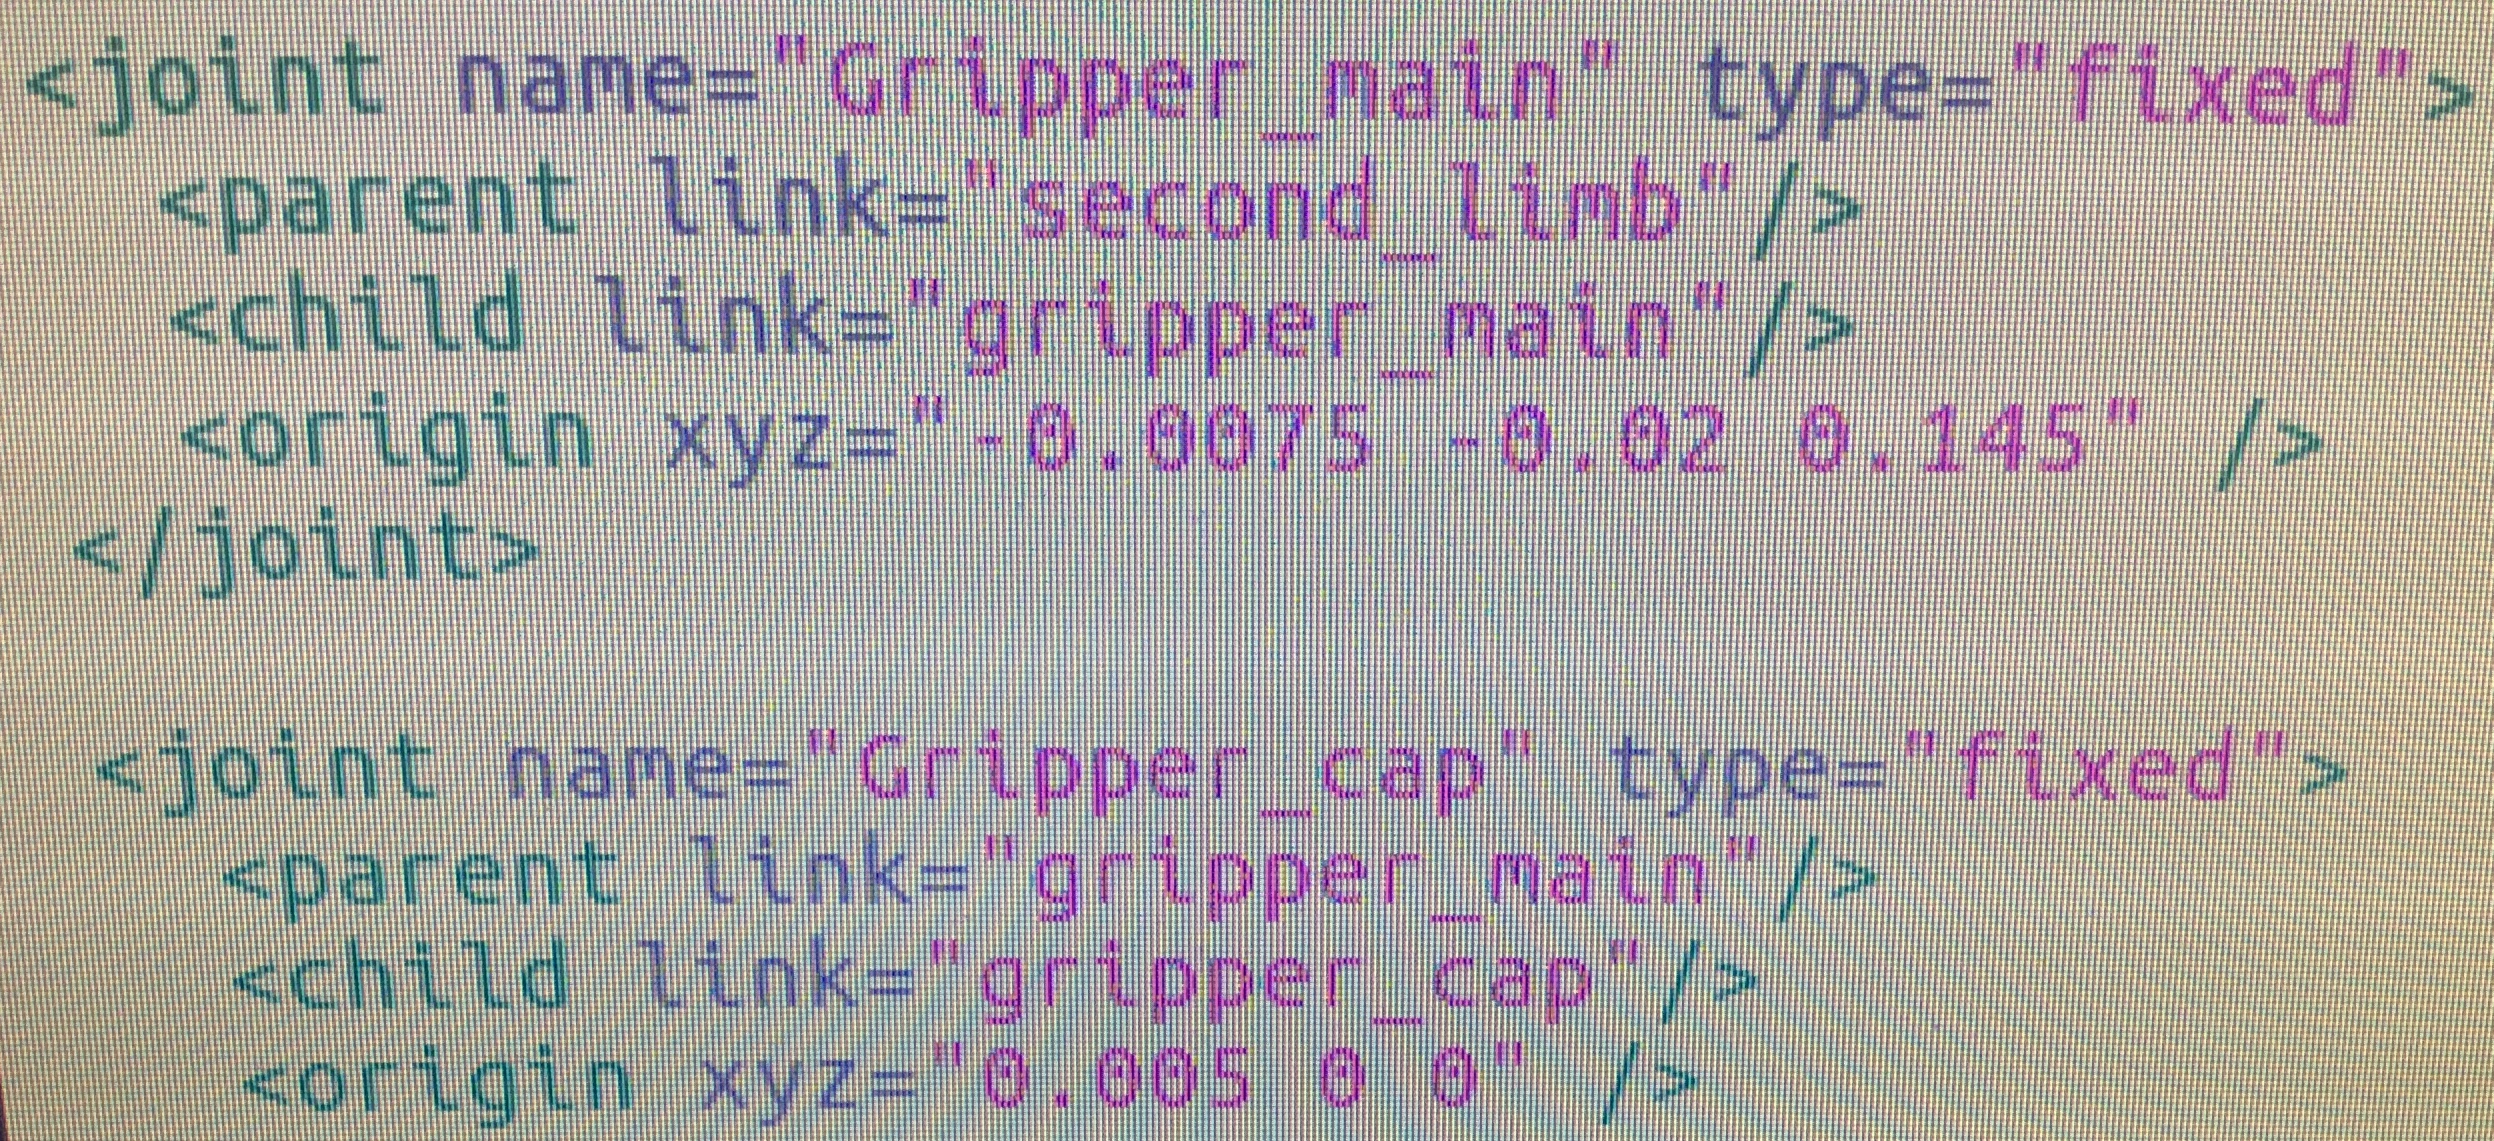 <joint name="Gripper_main" type="fixed">
<parent link="second_limb"/>
<child link="gripper_main"/>
<origin xyz="-0.0075 -0.02 0.145" />
</joint>
<joint name="Gripper_cap" type="fixed">
<parent link="gripper_main"/>
<child link="gripper_cap"/>
<origin xyz="0.005 0 0" />